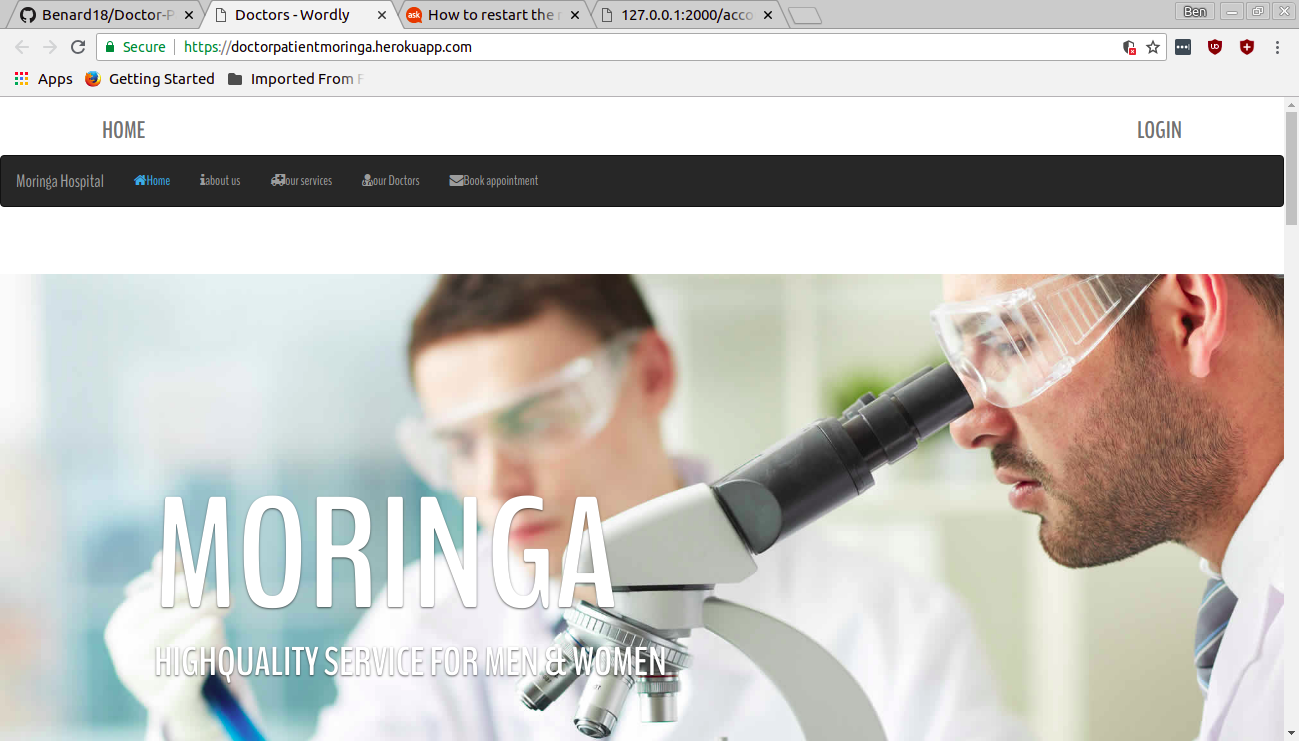 Benard18/Doctor-P
Doctors - Wordly
ask How to restart the
127.0.0.1:2000/acco
Ben
Secure https://doctorpatientmoringa.herokuapp.com
Apps Getting Started Imported From F
HOME LOGIN
Moringa Hospital Home about us our services our Doctors Book appointment
MORINGA
HIGHQUALITY SERVICE FOR MEN & WOMEN